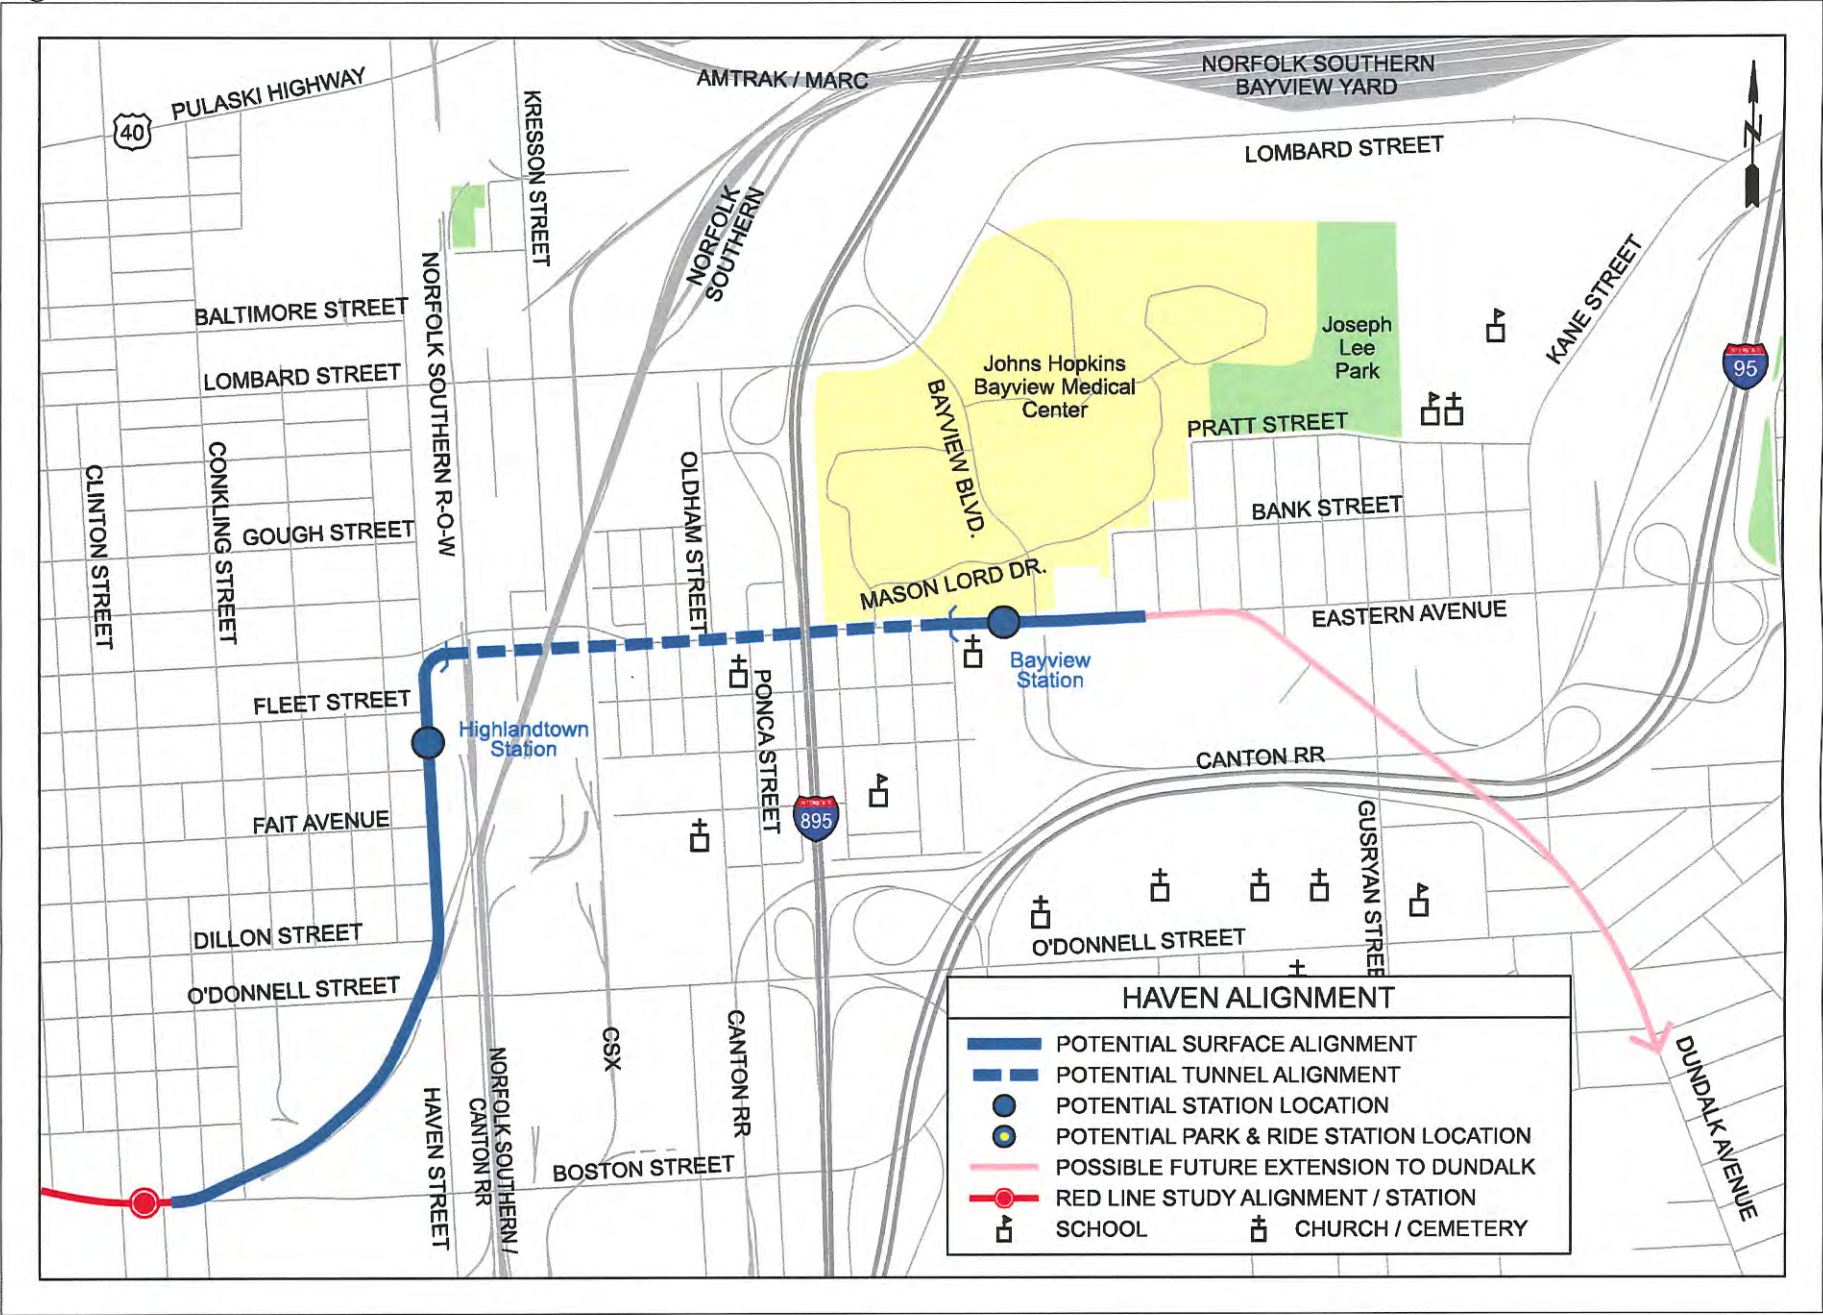 AMTRAK / MARC
NORFOLK SOUTHERN
BAYVIEW YARD
PULASKI HIGHWAY
40
KRESSON STREET
N
LOMBARD STREET
NORFOLK
SOUTHERN
KANE STREET
NORFOLK SOUTHERN R-O-W
BALTIMORE STREET
Joseph
Lee
Park
95
Johns Hopkins
Bayview Medical
Center
LOMBARD STREET
BAYVIEW BLVD.
PRATT STREET
CLINTON STREET
CONKLING STREET
OLDHAM STREET
BANK STREET
GOUGH STREET
MASON LORD DR.
EASTERN AVENUE
Bayview
Station
FLEET STREET
PONCA STREET
Highlandtown
Station
CANTON RR
895
FAIT AVENUE
GUSRYAN STREE
DILLON STREET
O'DONNELL STREET
O'DONNELL STREET
HAVEN STREET
NORFOLK SOUTHERN /
CANTON RR
CSX
CANTON RR
BOSTON STREET
DUNDALK AVENUE
HAVEN ALIGNMENT
POTENTIAL SURFACE ALIGNMENT
POTENTIAL TUNNEL ALIGNMENT
POTENTIAL STATION LOCATION
POTENTIAL PARK & RIDE STATION LOCATION
POSSIBLE FUTURE EXTENSION TO DUNDALK
RED LINE STUDY ALIGNMENT / STATION
SCHOOL
CHURCH / CEMETERY